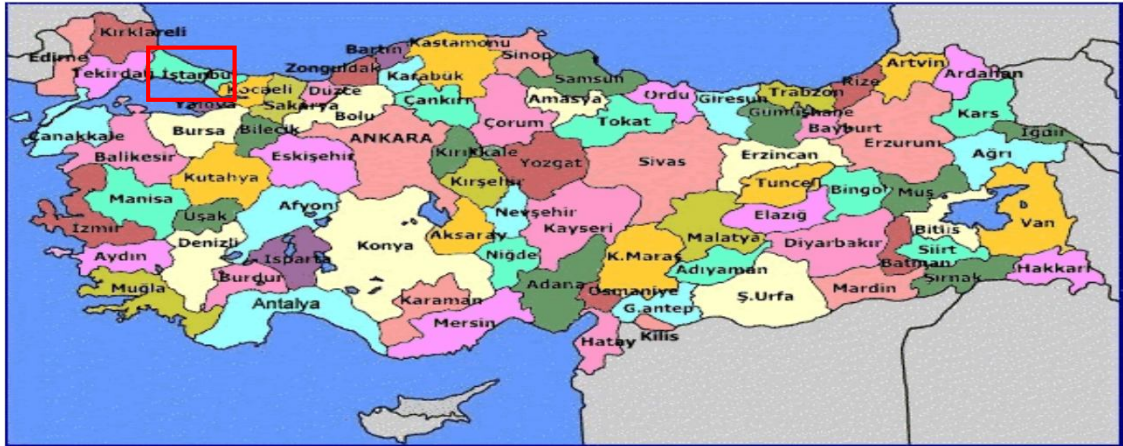 Kırklareli
Edirne
Tekirdağ
İstanbul
Kocaeli
Yalova
Sakarya
Düzce
Zonguldak
Bartın
Kastamonu
Karabük
Sinop
Samsun
Çankırı
Bolu
Çanakkale
Bursa
Bilecik
Balikesir
Eskişehir
ANKARA
Çorum
Amasya
Tokat
Ordu
Giresun
Trabzon
Gümüşhane
Bayburt
Rize
Artvin
Ardahan
Kars
Iğdır
Erzurum
Ağrı
Erzincan
Sivas
Yozgat
Kırıkkale
Kırşehir
Kutahya
Manisa
Uşak
Afyon
İzmir
Aydın
Denizli
Muğla
Burdur
Isparta
Antalya
Konya
Aksaray
Nevşehir
Niğde
Kayseri
Karaman
Mersin
Adana
K.Maraş
Osmaniye
Hatay
Kilis
G.antep
Adıyaman
Malatya
Elazığ
Tunceli
Bingöl
Muş
Bitlis
Van
Diyarbakır
Batman
Siirt
Şırnak
Hakkari
Mardin
Ş.Urfa